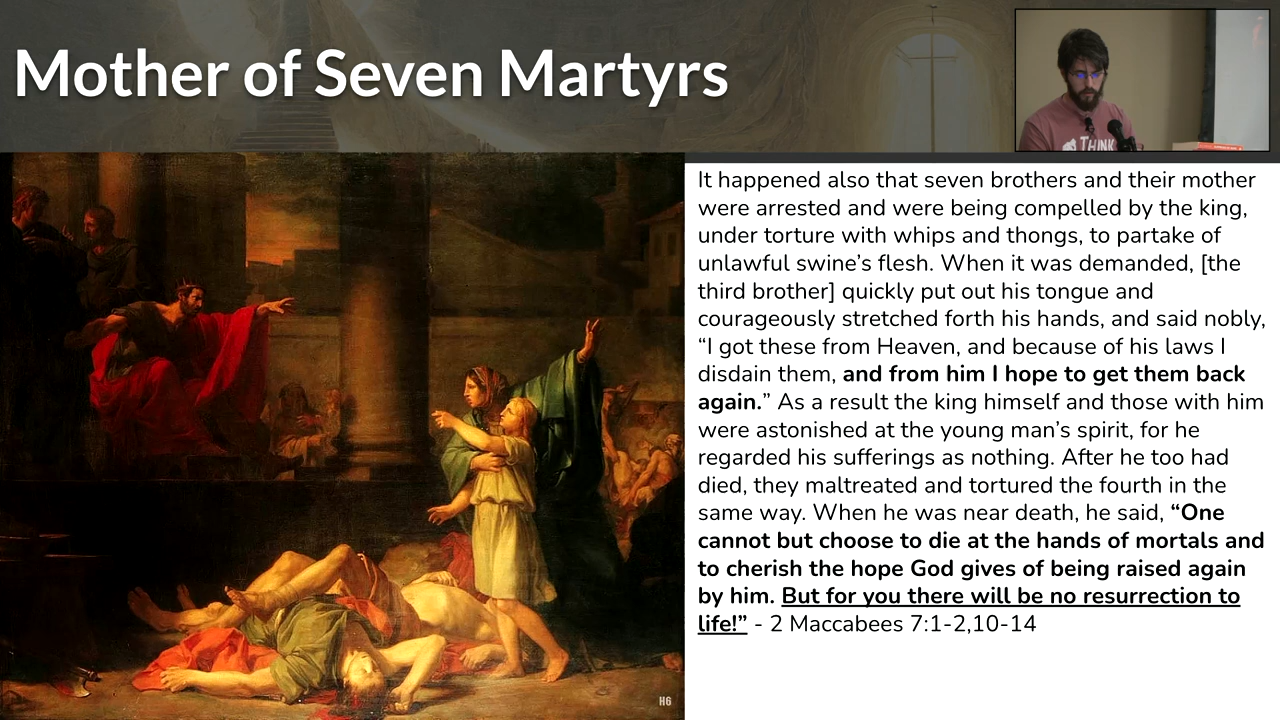 Mother of Seven Martyrs
THINK
It happened also that seven brothers and their mother
were arrested and were being compelled by the king,
under torture with whips and thongs, to partake of
unlawful swine’s flesh. When it was demanded, [the
third brother] quickly put out his tongue and
courageously stretched forth his hands, and said nobly,
“I got these from Heaven, and because of his laws I
disdain them, and from him I hope to get them back
again.” As a result the king himself and those with him
were astonished at the young man’s spirit, for he
regarded his sufferings as nothing. After he too had
died, they maltreated and tortured the fourth in the
same way. When he was near death, he said, “One
cannot but choose to die at the hands of mortals and
to cherish the hope God gives of being raised again
by him. But for you there will be no resurrection to
life!” - 2 Maccabees 7:1-2,10-14
H6